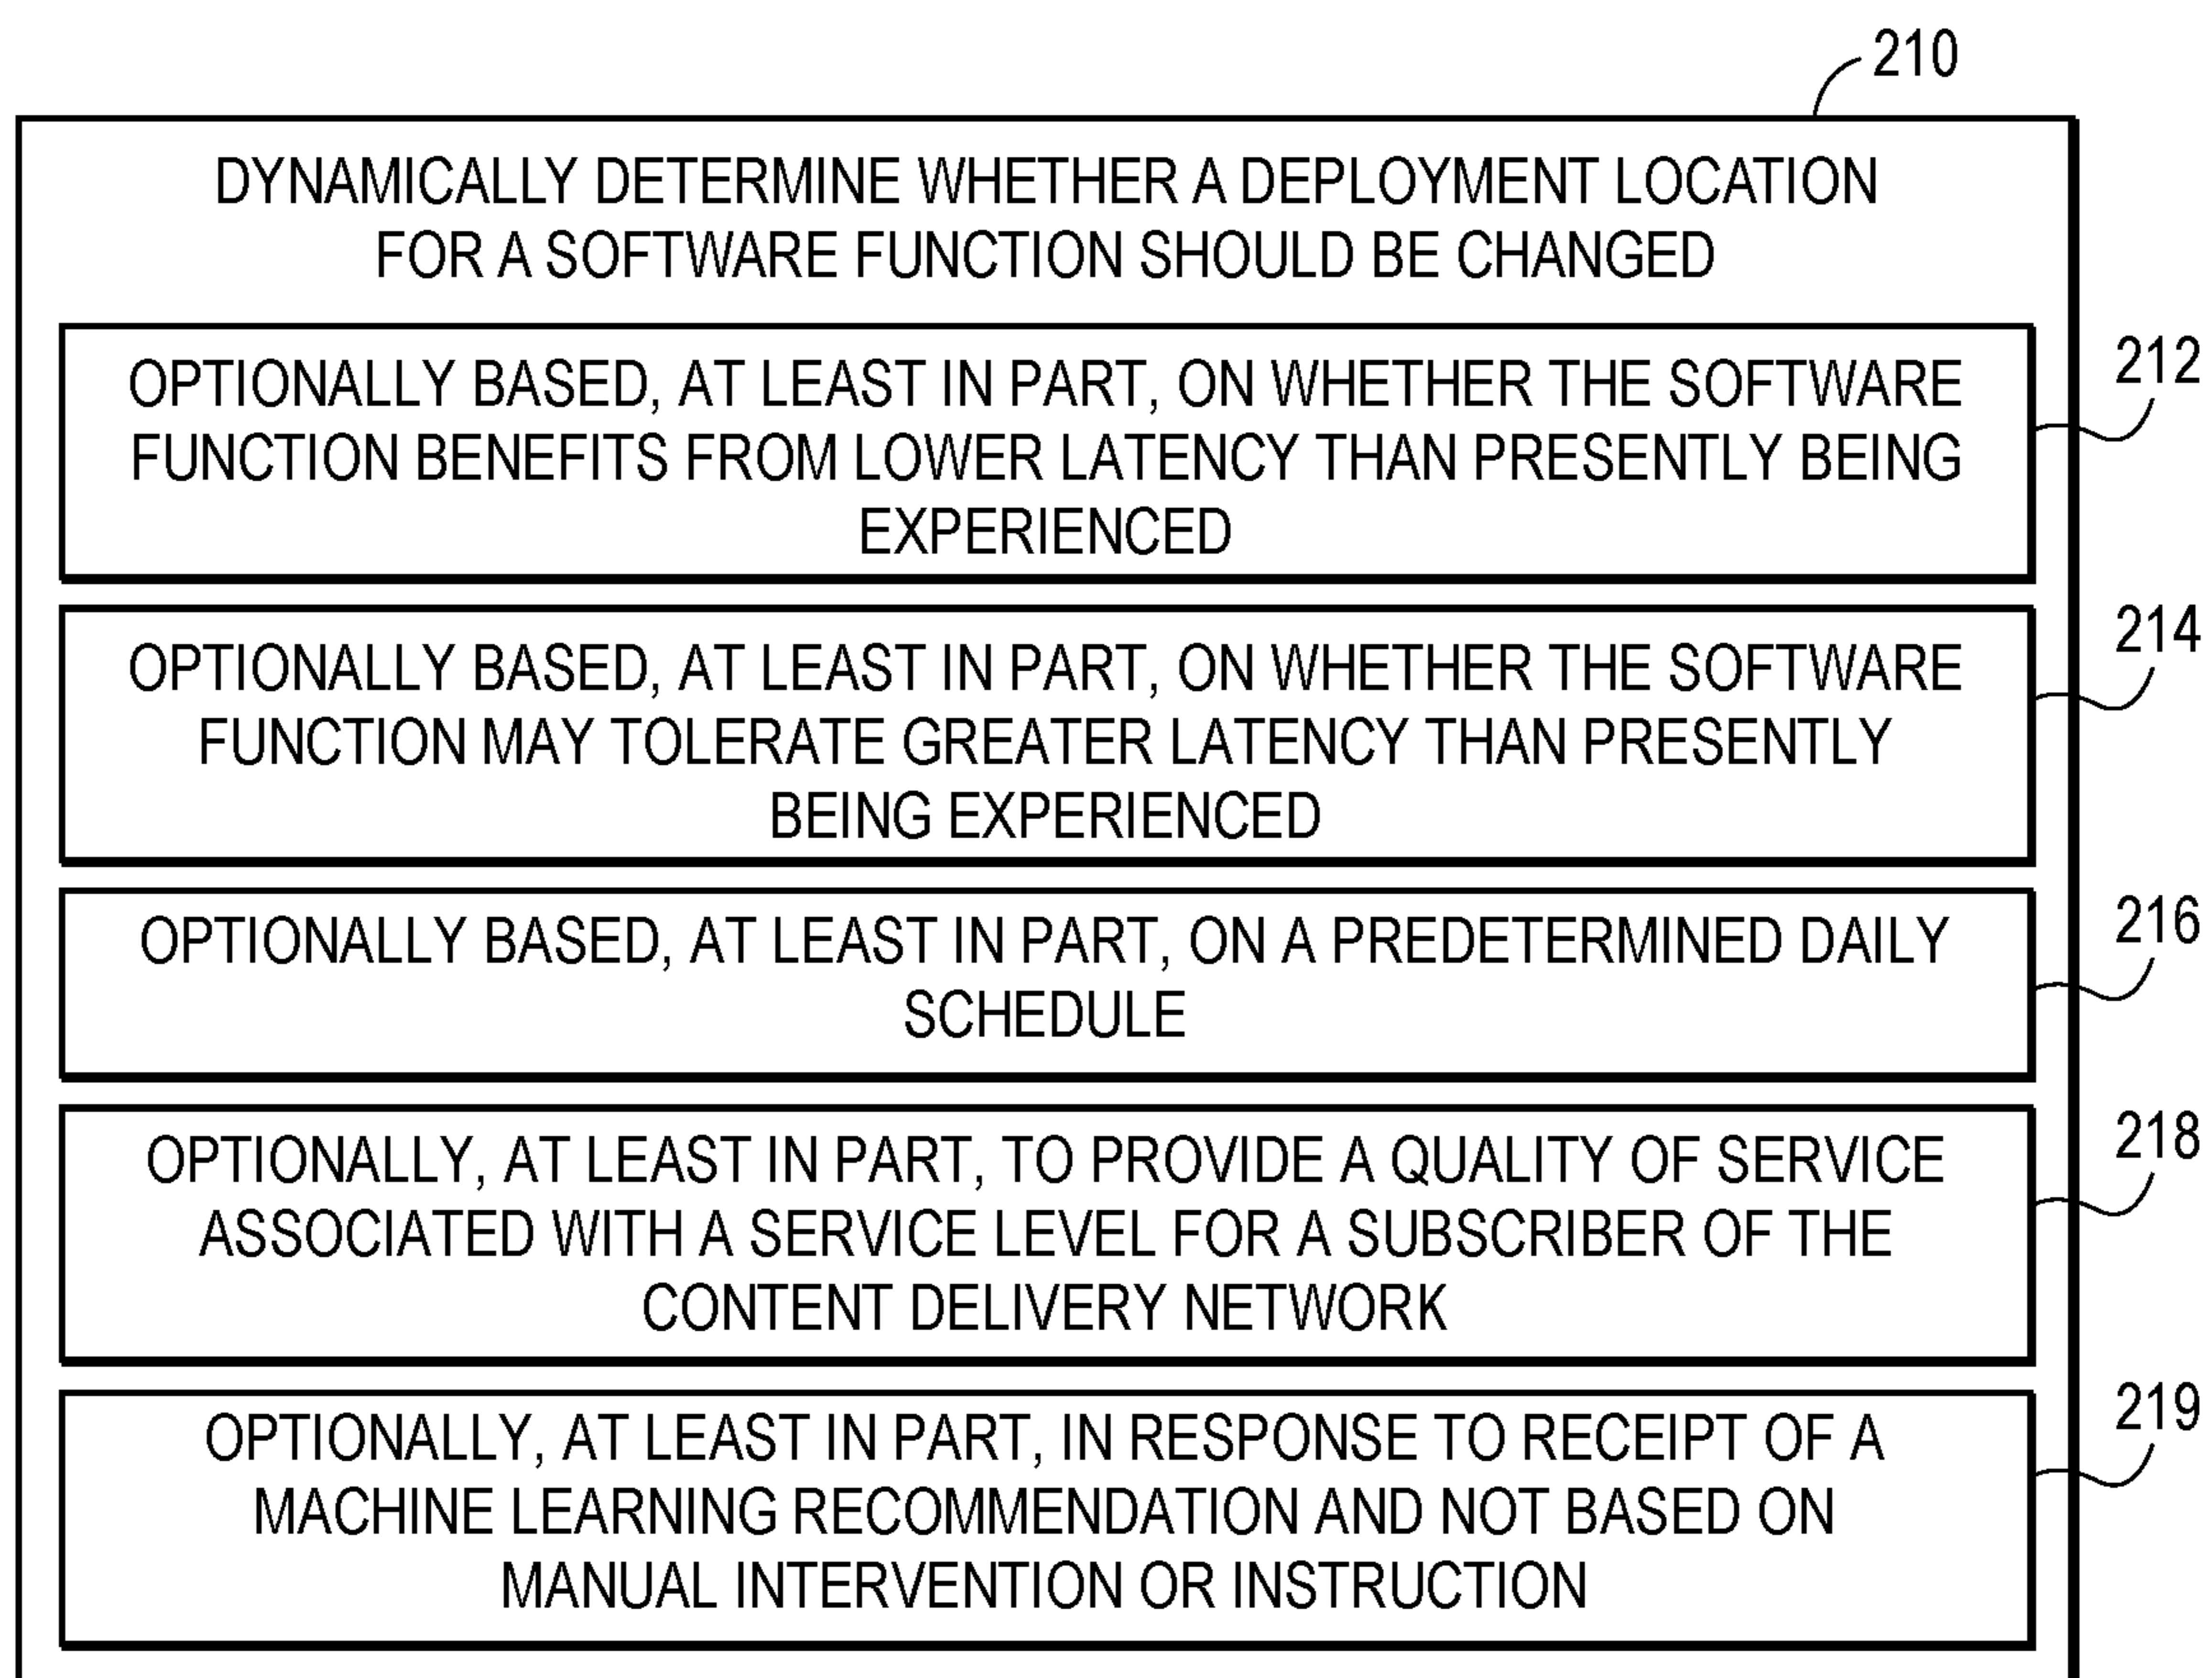 210
DYNAMICALLY DETERMINE WHETHER A DEPLOYMENT LOCATION
FOR A SOFTWARE FUNCTION SHOULD BE CHANGED
OPTIONALLY BASED, AT LEAST IN PART, ON WHETHER THE SOFTWARE
FUNCTION BENEFITS FROM LOWER LATENCY THAN PRESENTLY BEING
EXPERIENCED
212
OPTIONALLY BASED, AT LEAST IN PART, ON WHETHER THE SOFTWARE
FUNCTION MAY TOLERATE GREATER LATENCY THAN PRESENTLY
BEING EXPERIENCED
214
OPTIONALLY BASED, AT LEAST IN PART, ON A PREDETERMINED DAILY
SCHEDULE
216
OPTIONALLY, AT LEAST IN PART, TO PROVIDE A QUALITY OF SERVICE
ASSOCIATED WITH A SERVICE LEVEL FOR A SUBSCRIBER OF THE
CONTENT DELIVERY NETWORK
218
OPTIONALLY, AT LEAST IN PART, IN RESPONSE TO RECEIPT OF A
MACHINE LEARNING RECOMMENDATION AND NOT BASED ON
MANUAL INTERVENTION OR INSTRUCTION
219